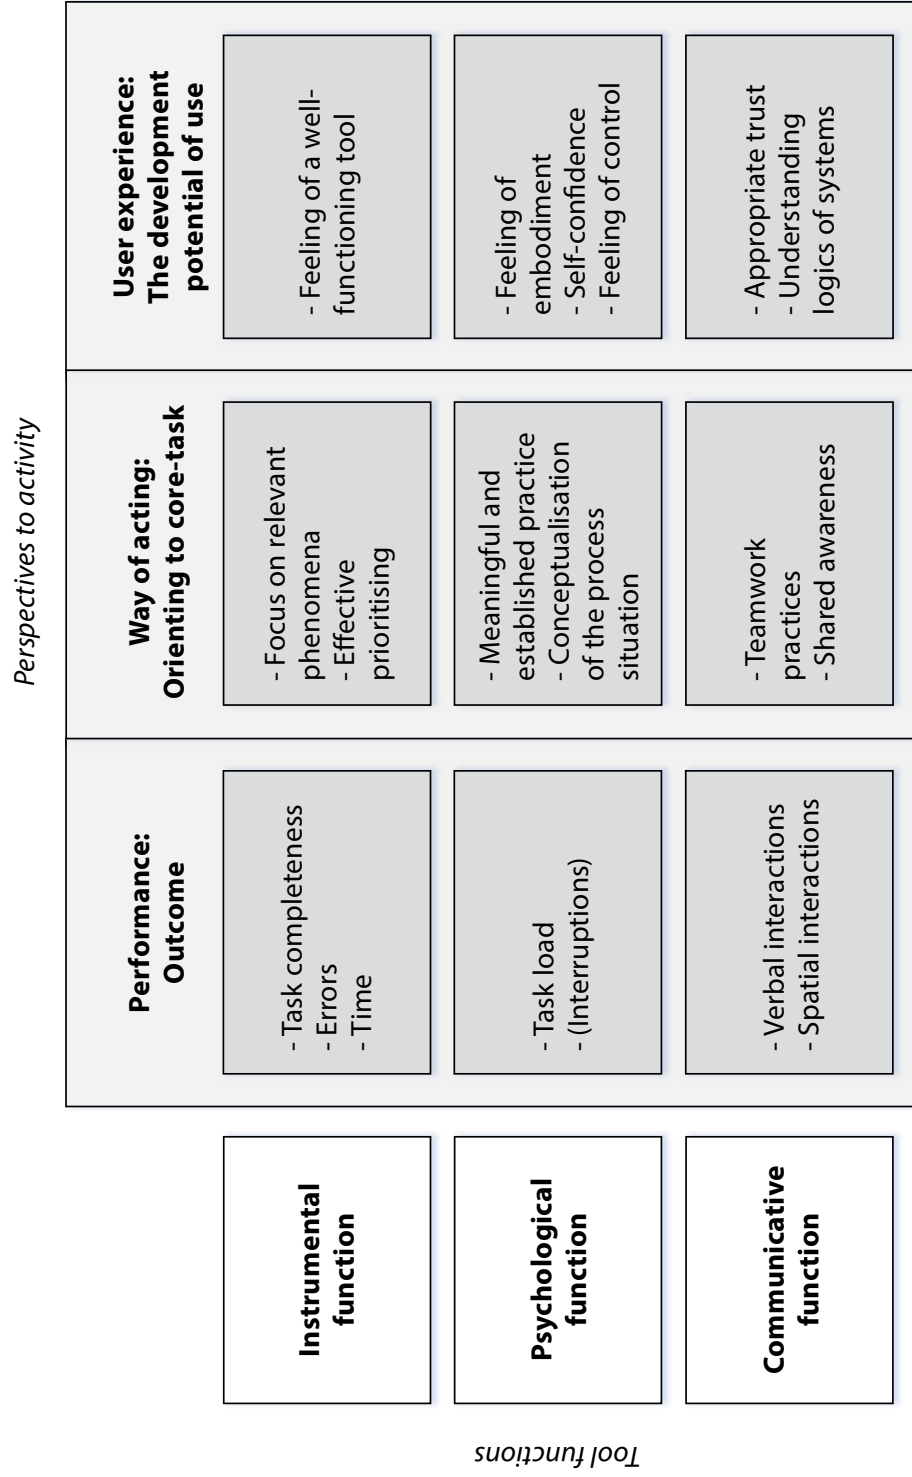 Perspectives to activity
Performance:
Outcome
Way of acting:
Orienting to core-task
User experience:
The development
potential of use
Tool functions
Instrumental
function
- Task completeness
- Errors
- Time
- Focus on relevant
phenomena
- Effective
prioritising
- Feeling of a well-
functioning tool
Psychological
function
- Task load
- (Interruptions)
- Meaningful and
established practice
- Conceptualisation
of the process
situation
- Feeling of
embodiment
- Self-confidence
- Feeling of control
Communicative
function
- Verbal interactions
- Spatial interactions
- Teamwork
practices
- Shared awareness
- Appropriate trust
- Understanding
logics of systems